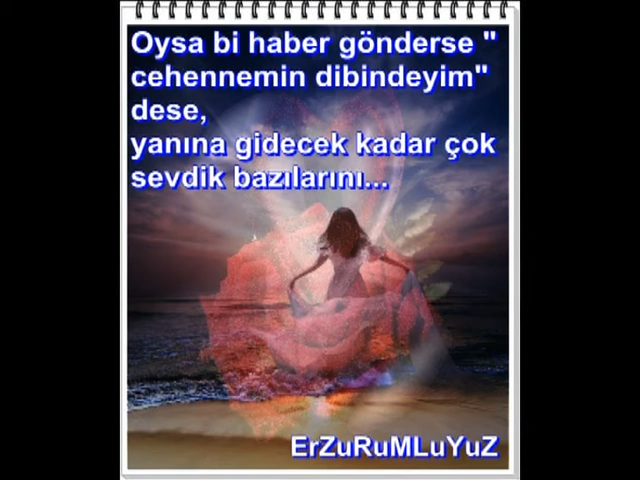 Oysa bi haber gönderse "
cehennemin dibindeyim"
dese,
yanına gidecek kadar çok
sevdik bazılarını...
ErZuRuMLuYuZ